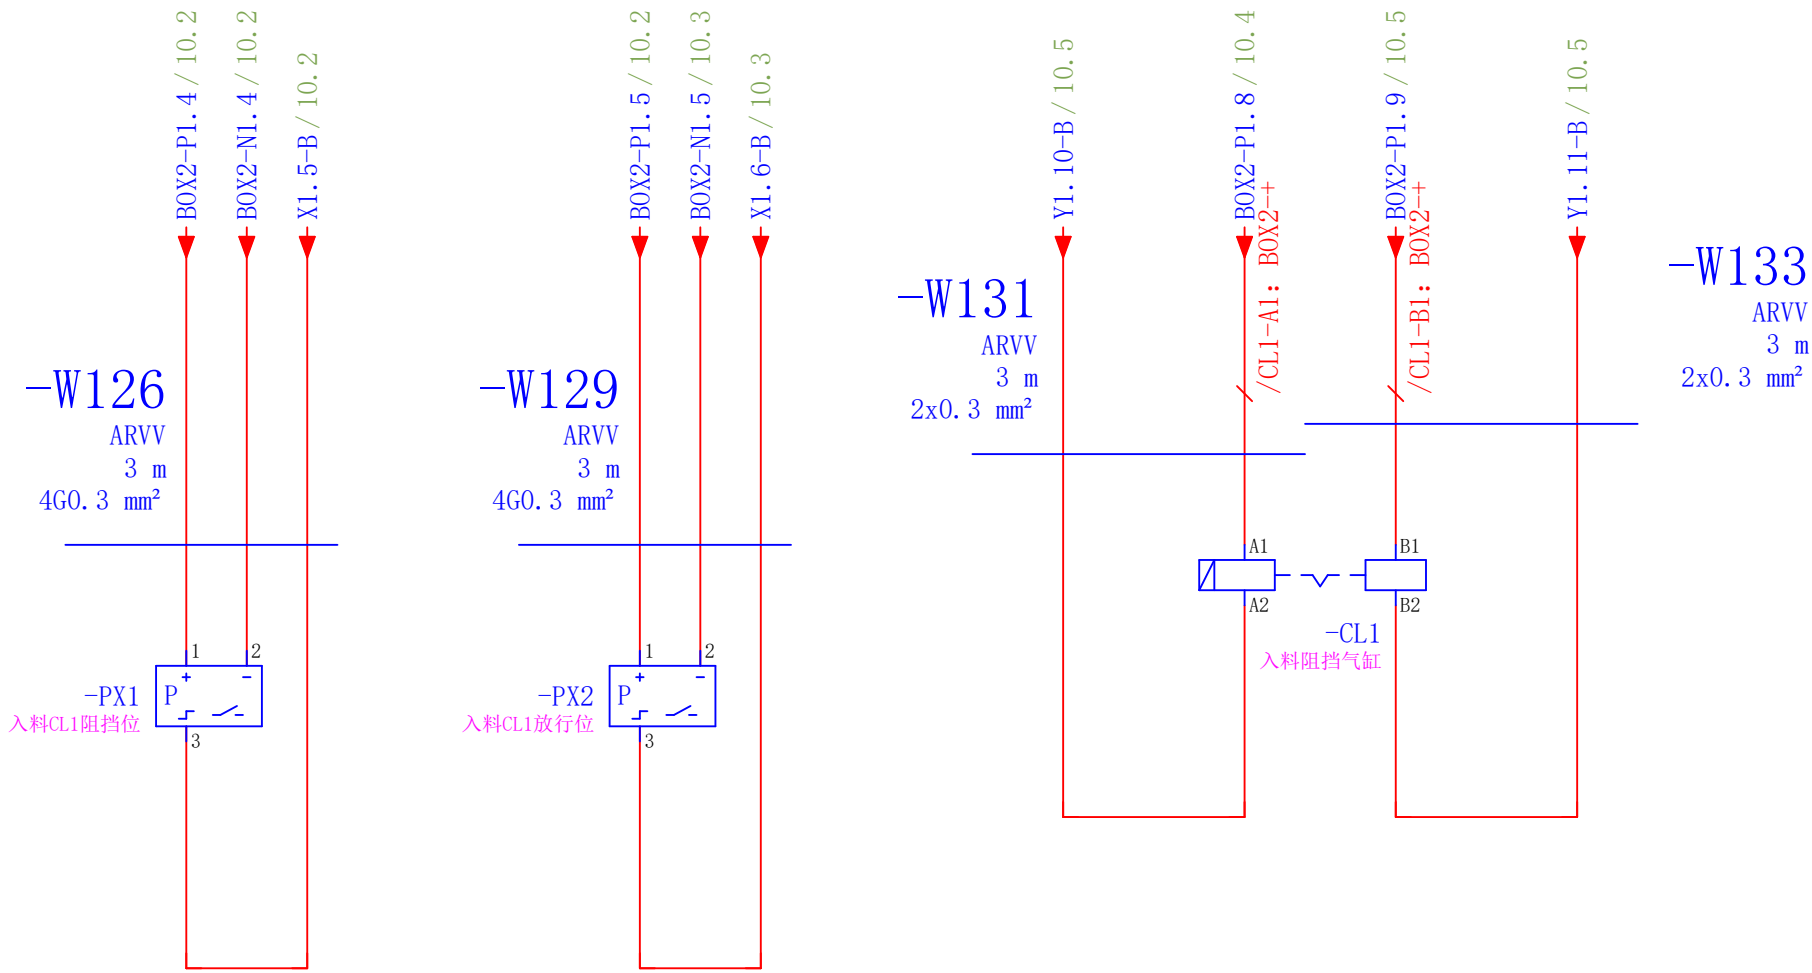 BOX2-P1.4/10.2
BOX2-N1.4/10.2
X1.5-B/10.2
BOX2-P1.5/10.2
BOX2-N1.5/10.3
X1.6-B/10.3
Y1.10-B/10.5
BOX2-P1.8/10.4
/CL1-A1: BOX2-+
BOX2-P1.9/10.5
/CL1-B1: BOX2-+
Y1.11-B/10.5
-W126
ARVV
3 m
4G0.3 mm²
-W129
ARVV
3 m
4G0.3 mm²
-W131
ARVV
3 m
2x0.3 mm²
-W133
ARVV
3 m
2x0.3 mm²
1 2
+ -
P
3
-PX1
入料CL1阻挡位
1 2
+ -
P
3
-PX2
入料CL1放行位
A1
A2
B1
B2
-CL1
入料阻挡气缸